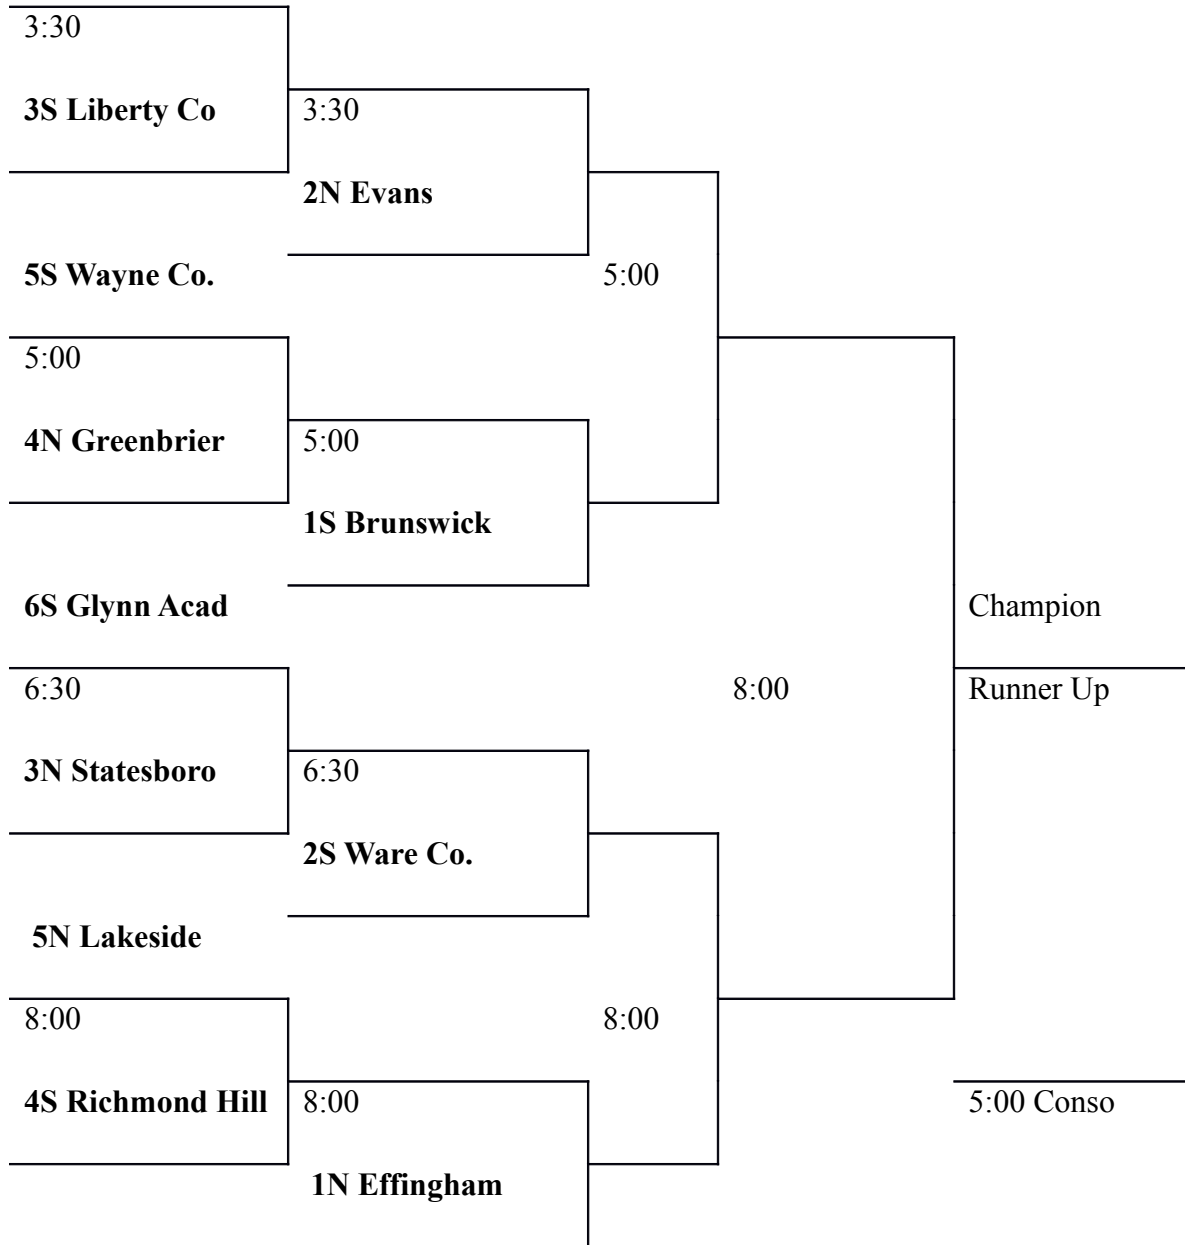 3:30
3S Liberty Co
3:30
2N Evans
5S Wayne Co.
5:00
5:00
4N Greenbrier
5:00
1S Brunswick
6S Glynn Acad
Champion
6:30
8:00
Runner Up
3N Statesboro
6:30
2S Ware Co.
5N Lakeside
8:00
8:00
4S Richmond Hill
8:00
5:00 Conso
1N Effingham